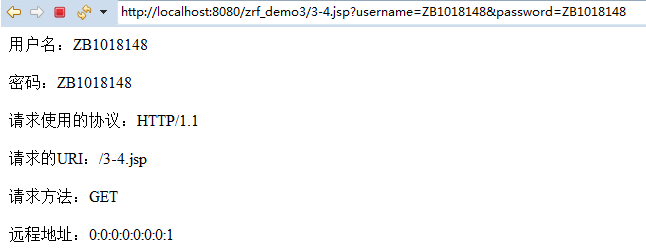 http://localhost:8080/zrf_demo3/3-4.jsp?username=ZB1018148&password=ZB1018148
用户名：ZB1018148
密码：ZB1018148
请求使用的协议：HTTP/1.1
请求的URI：/3-4.jsp
请求方法：GET
远程地址：0:0:0:0:0:0:0:1